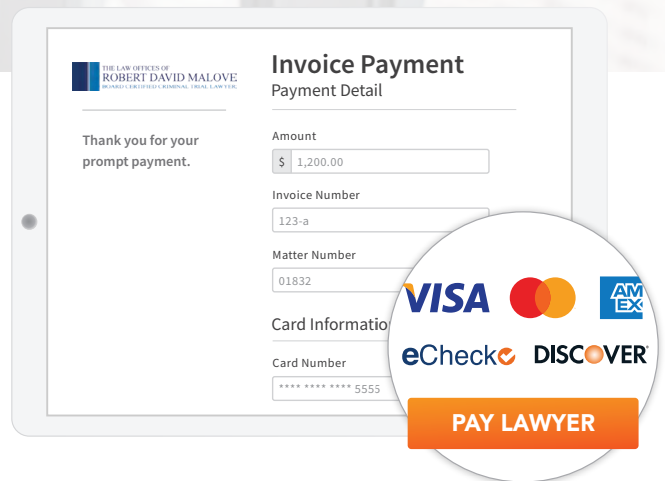 THE LAW OFFICES OF
ROBERT DAVID MALOVE
BOARD CERTIFIED CRIMINAL TRIAL LAWYER
Thank you for your
prompt payment.
Invoice Payment
Payment Detail
Amount
$ 1,200.00
Invoice Number
123-a
Matter Number
01832
Card Informatio
Card Number
**** **** **** 5555
VISA
AM
EX
eCheck
DISCOVER
PAY LAWYER